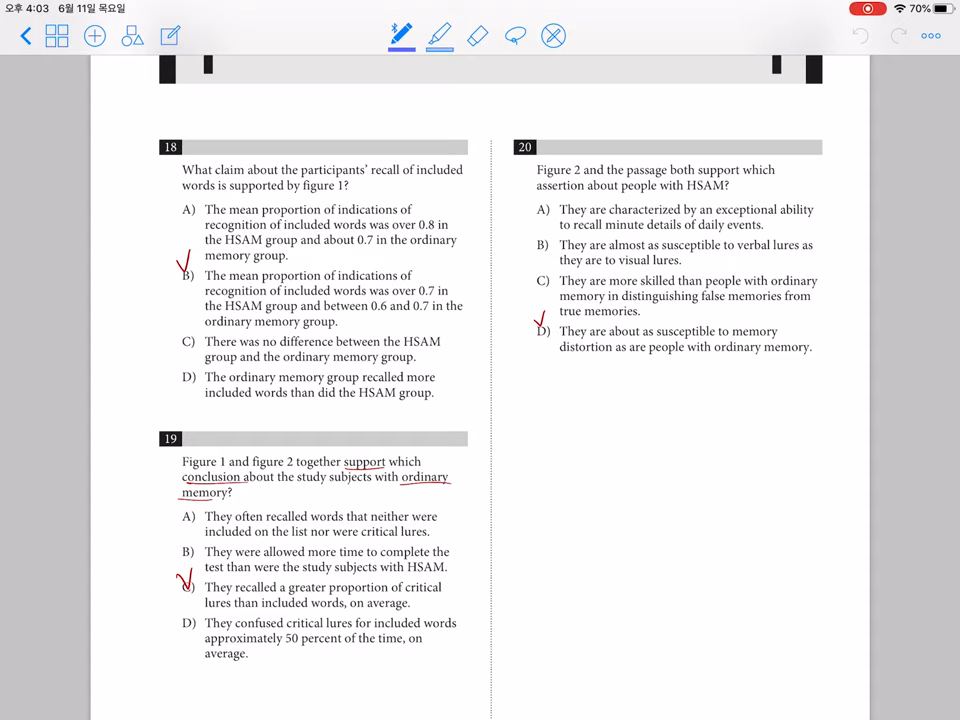 오후 4:03 6월 11일 목요일
70%
18
What claim about the participants' recall of included
words is supported by figure 1?
A) The mean proportion of indications of
recognition of included words was over 0.8 in
the HSAM group and about 0.7 in the ordinary
memory group.
B) The mean proportion of indications of
recognition of included words was over 0.7 in
the HSAM group and between 0.6 and 0.7 in the
ordinary memory group.
C) There was no difference between the HSAM
group and the ordinary memory group.
D) The ordinary memory group recalled more
included words than did the HSAM group.
19
Figure 1 and figure 2 together support which
conclusion about the study subjects with ordinary
memory?
A) They often recalled words that neither were
included on the list nor were critical lures.
B) They were allowed more time to complete the
test than were the study subjects with HSAM.
C) They recalled a greater proportion of critical
lures than included words, on average.
D) They confused critical lures for included words
approximately 50 percent of the time, on
average.
20
Figure 2 and the passage both support which
assertion about people with HSAM?
A) They are characterized by an exceptional ability
to recall minute details of daily events.
B) They are almost as susceptible to verbal lures as
they are to visual lures.
C) They are more skilled than people with ordinary
memory in distinguishing false memories from
true memories.
D) They are about as susceptible to memory
distortion as are people with ordinary memory.